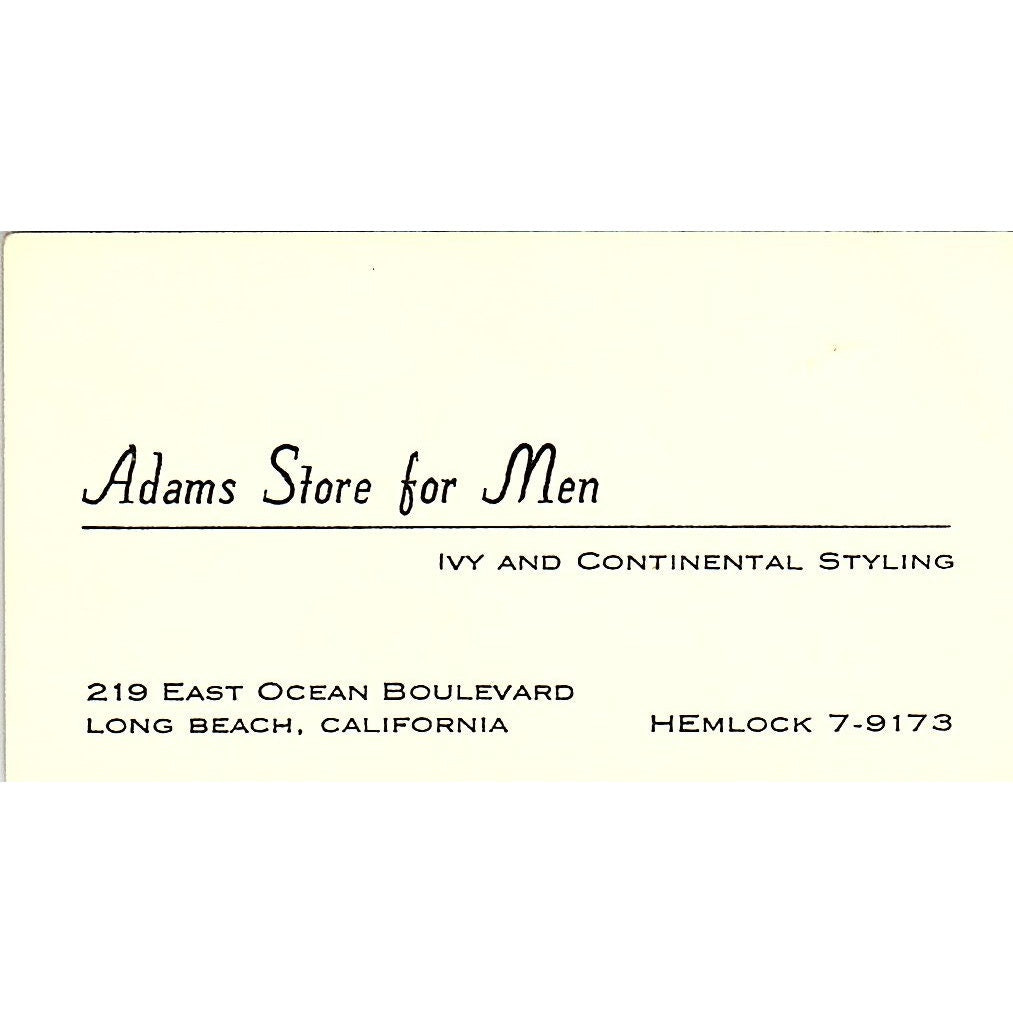 Adams Store for Men
Ivy and Continental Styling
219 East Ocean Boulevard
Long Beach, California
HEmlock 7-9173